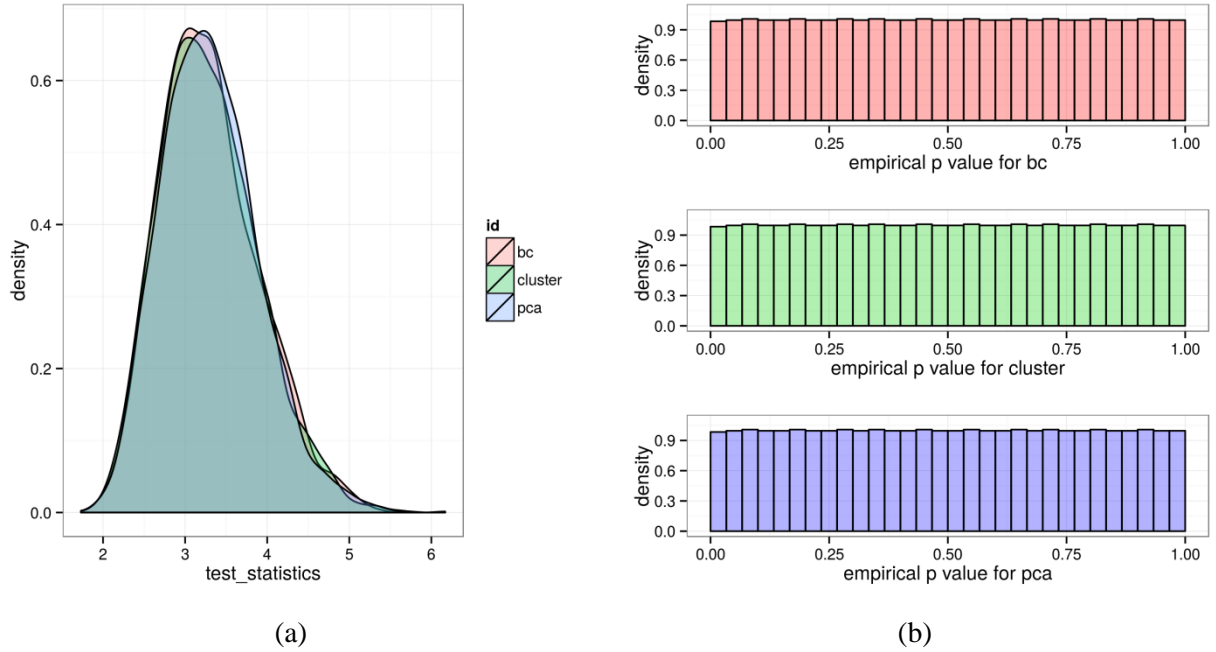 0.6
0.4
0.2
0.0
density
2 3 4 5 6
test_statistics
id
bc
cluster
pca
(a)
0.9
0.6
0.3
0.0
density
0.00 0.25 0.50 0.75 1.00
empirical p value for bc
0.9
0.6
0.3
0.0
density
0.00 0.25 0.50 0.75 1.00
empirical p value for cluster
0.9
0.6
0.3
0.0
density
0.00 0.25 0.50 0.75 1.00
empirical p value for pca
(b)